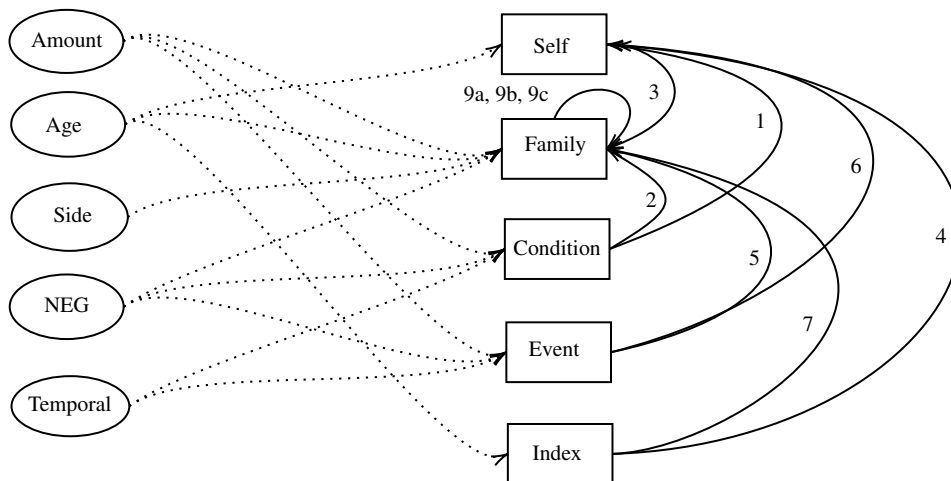 Amount
Self
9a, 9b, 9c
3
Age
1
Family
6
Side
2
4
Condition
5
NEG
7
Event
Temporal
Index